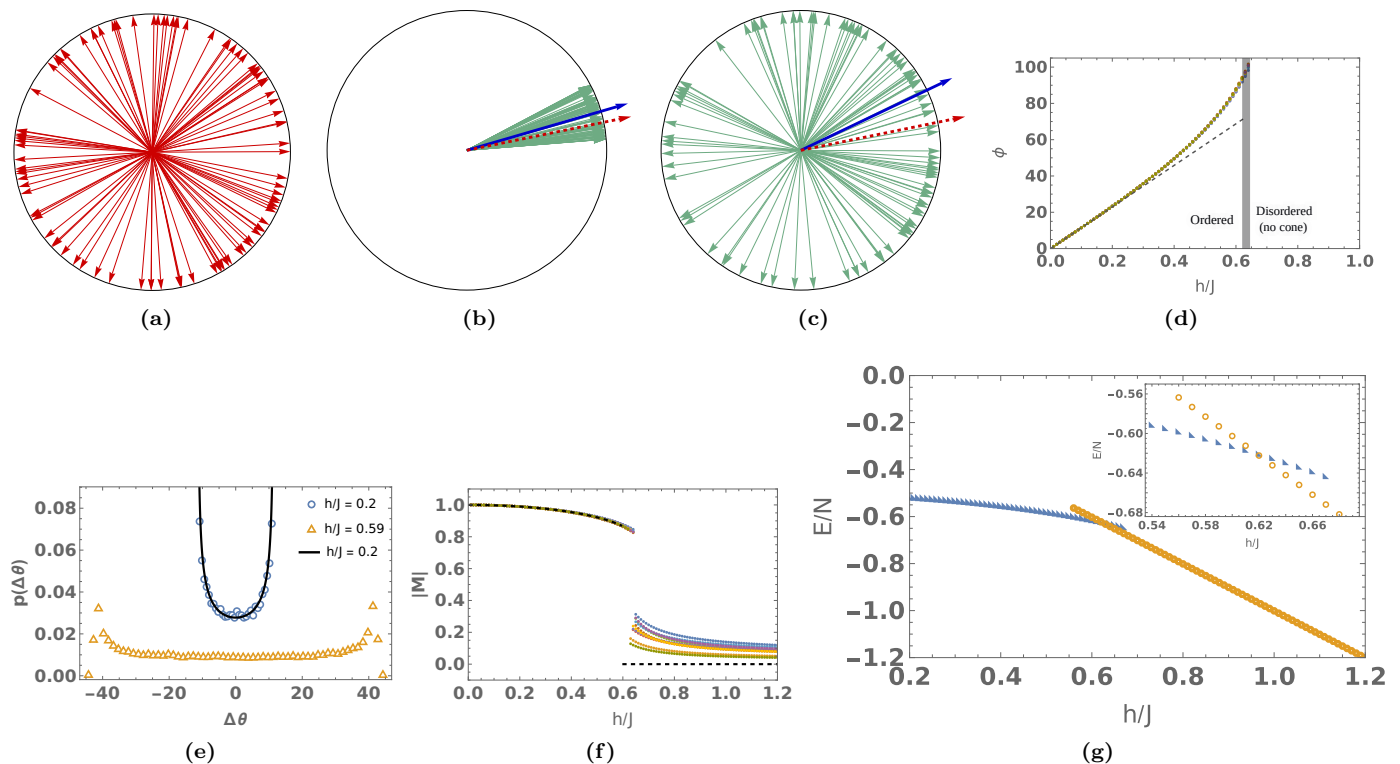 (a)
(b)
(c)
ϕ
100
80
60
40
20
0
Ordered
Disordered
(no cone)
0.0 0.2 0.4 0.6 0.8 1.0
h/J
(d)
p(Δθ)
0.08
0.06
0.04
0.02
0.00
h/J = 0.2
h/J = 0.59
h/J = 0.2
−40 −20 0 20 40
Δθ
(e)
|M|
1.0
0.8
0.6
0.4
0.2
0.0
0.0 0.2 0.4 0.6 0.8 1.0 1.2
h/J
(f)
E/N
0.0
−0.2
−0.4
−0.6
−0.8
−1.0
−1.2
0.2 0.4 0.6 0.8 1.0 1.2
h/J
E/N
−0.56
−0.60
−0.64
−0.68
0.54 0.58 0.62 0.66
h/J
(g)